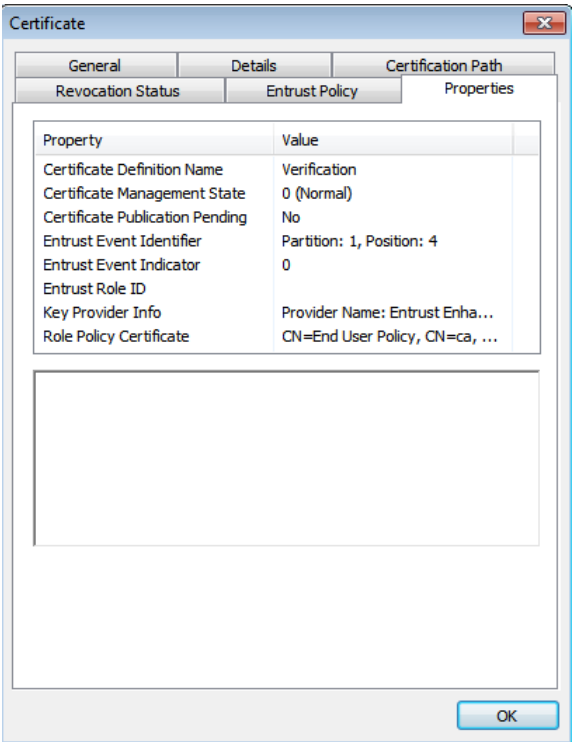 Certificate
General Details Certification Path
Revocation Status Entrust Policy Properties
Property Value
Certificate Definition Name Verification
Certificate Management State 0 (Normal)
Certificate Publication Pending No
Entrust Event Identifier Partition: 1, Position: 4
Entrust Event Indicator 0
Entrust Role ID
Key Provider Info Provider Name: Entrust Enha...
Role Policy Certificate CN=End User Policy, CN=ca, ...
OK